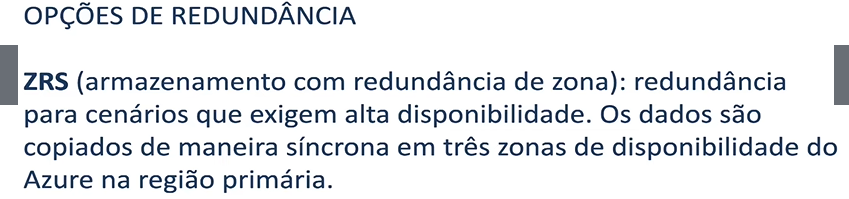 OPÇÕES DE REDUNDÂNCIA
ZRS (armazenamento com redundância de zona): redundância
para cenários que exigem alta disponibilidade. Os dados são
copiados de maneira síncrona em três zonas de disponibilidade do
Azure na região primária.